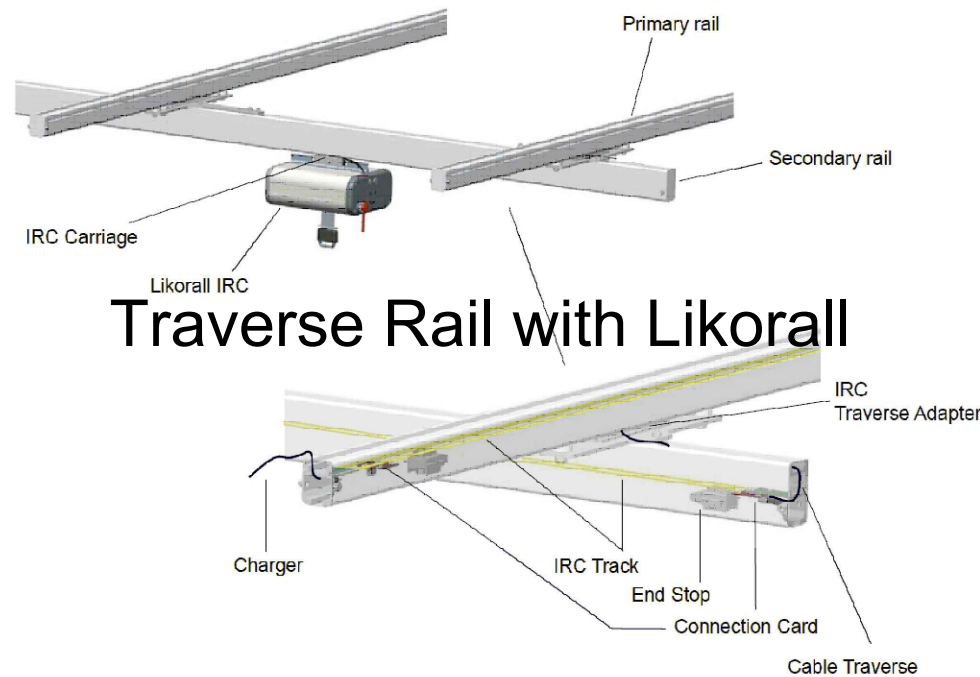 Primary rail
Secondary rail
IRC Carriage
Likorall IRC
Traverse Rail with Likorall
IRC
Traverse Adapter
Charger
IRC Track
End Stop
Connection Card
Cable Traverse